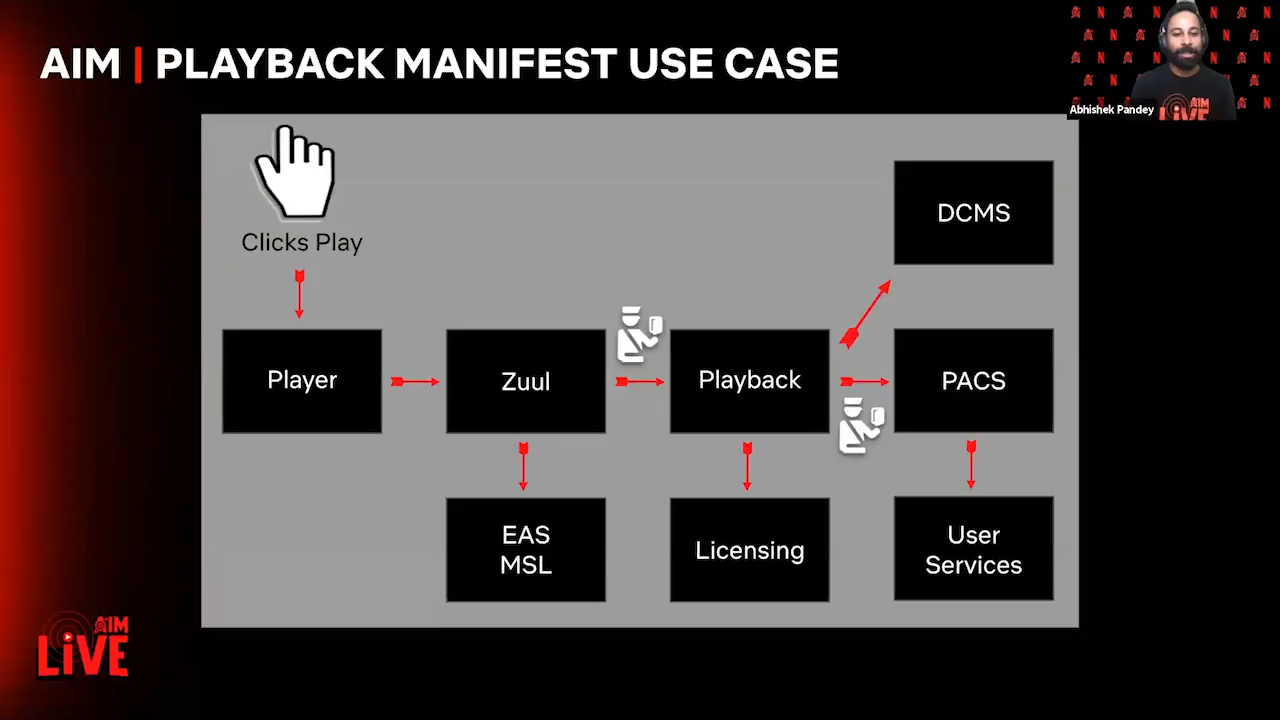 AIM | PLAYBACK MANIFEST USE CASE
Abhishek Pandey
AIM
LiVE
Clicks Play
DCMS
Player
Zuul
Playback
PACS
EAS
MSL
Licensing
User
Services
AIM
LiVE